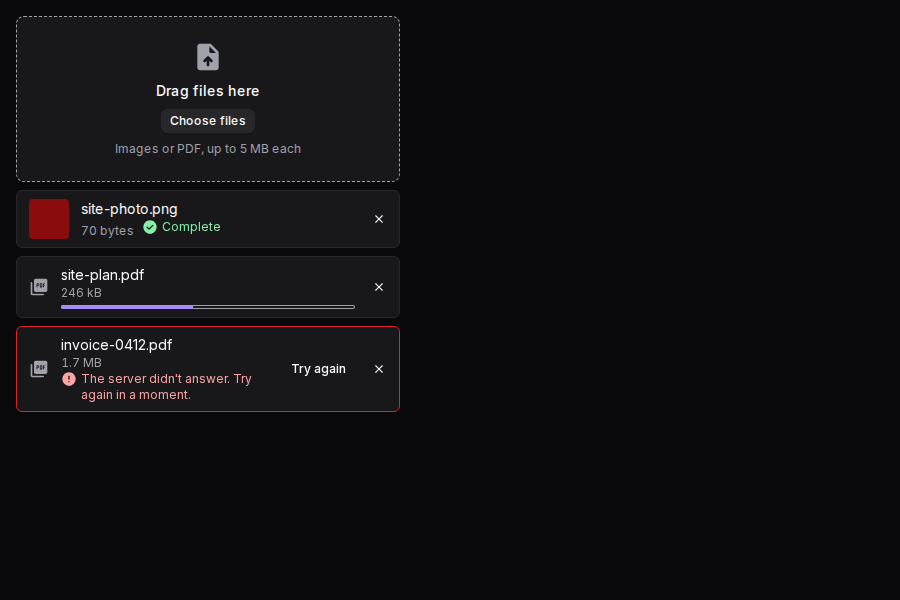 Drag files here
Choose files
Images or PDF, up to 5 MB each
site-photo.png
70 bytes Complete
site-plan.pdf
PDF
246 kB
invoice-0412.pdf
PDF
1.7 MB
The server didn't answer. Try
again in a moment.
Try again